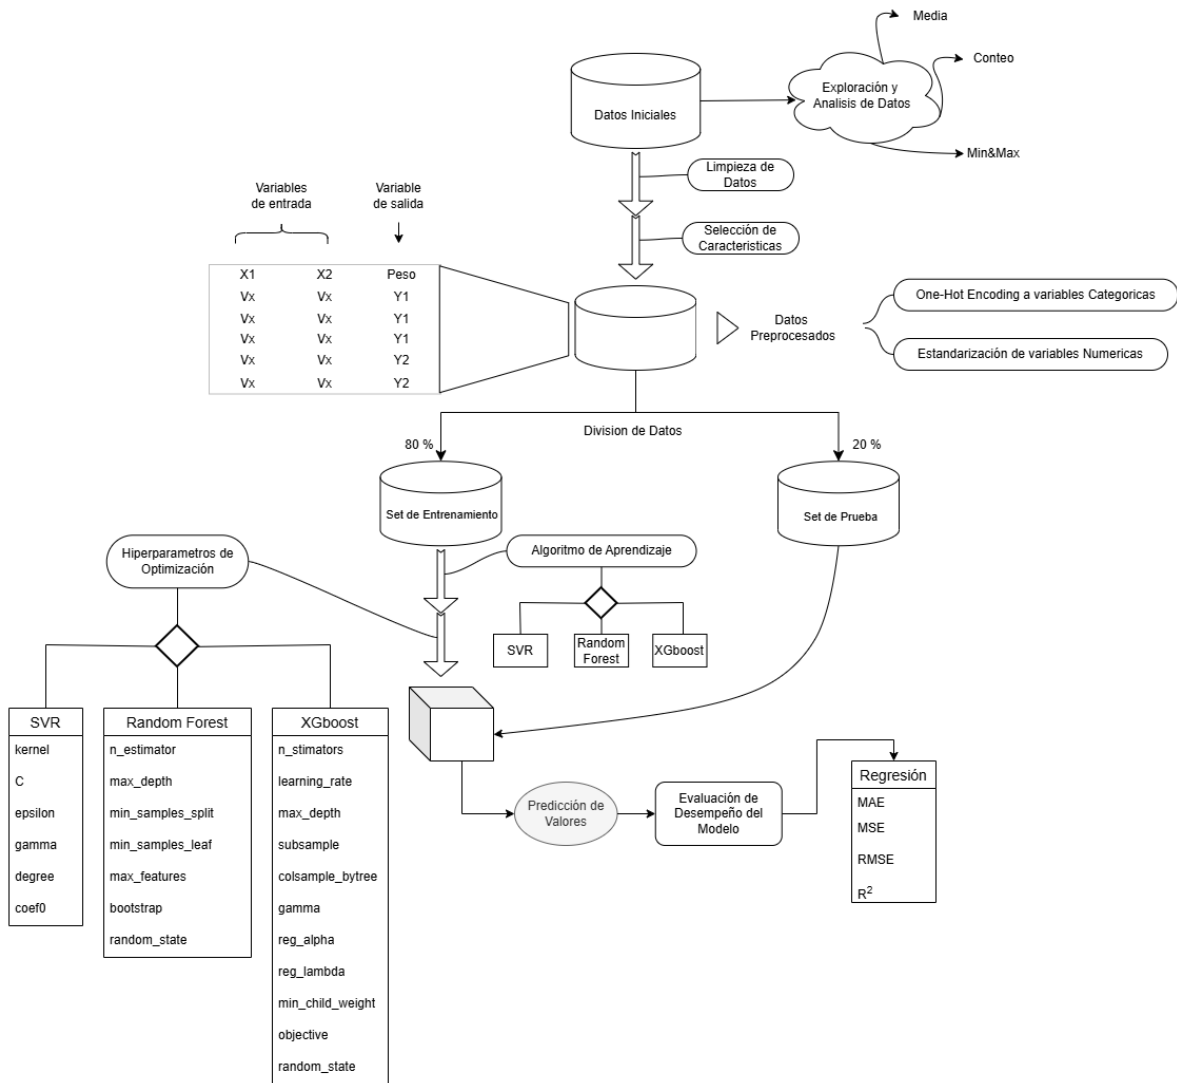 Media
Conteo
Exploración y
Analisis de Datos
Datos Iniciales
Min&Max
Limpieza de
Datos
Variables
de entrada
Variable
de salida
Selección de
Caracteristicas
X1 X2 Peso
Vx Vx Y1
Vx Vx Y1
Vx Vx Y1
Vx Vx Y2
Vx Vx Y2
One-Hot Encoding a variables Categoricas
Datos
Preprocesados
Estandarización de variables Numericas
Division de Datos
80 %
20 %
Set de Entrenamiento
Set de Prueba
Hiperparametros de
Optimización
Algoritmo de Aprendizaje
SVR
Random
Forest
XGboost
SVR
kernel
C
epsilon
gamma
degree
coef0
Random Forest
n_estimator
max_depth
min_samples_split
min_samples_leaf
max_features
bootstrap
random_state
XGboost
n_stimators
learning_rate
max_depth
subsample
colsample_bytree
gamma
reg_alpha
reg_lambda
min_child_weight
objective
random_state
Predicción de
Valores
Evaluación de
Desempeño del
Modelo
Regresión
MAE
MSE
RMSE
R²